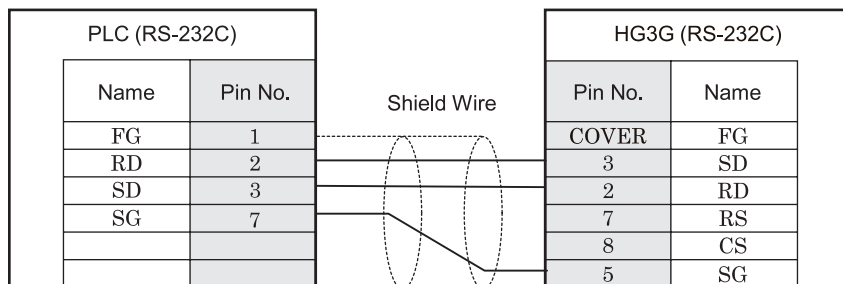 PLC (RS-232C) HG3G (RS-232C)
Name Pin No. Shield Wire Pin No. Name
FG 1 COVER FG
RD 2 3 SD
SD 3 2 RD
SG 7 7 RS
8 CS
5 SG